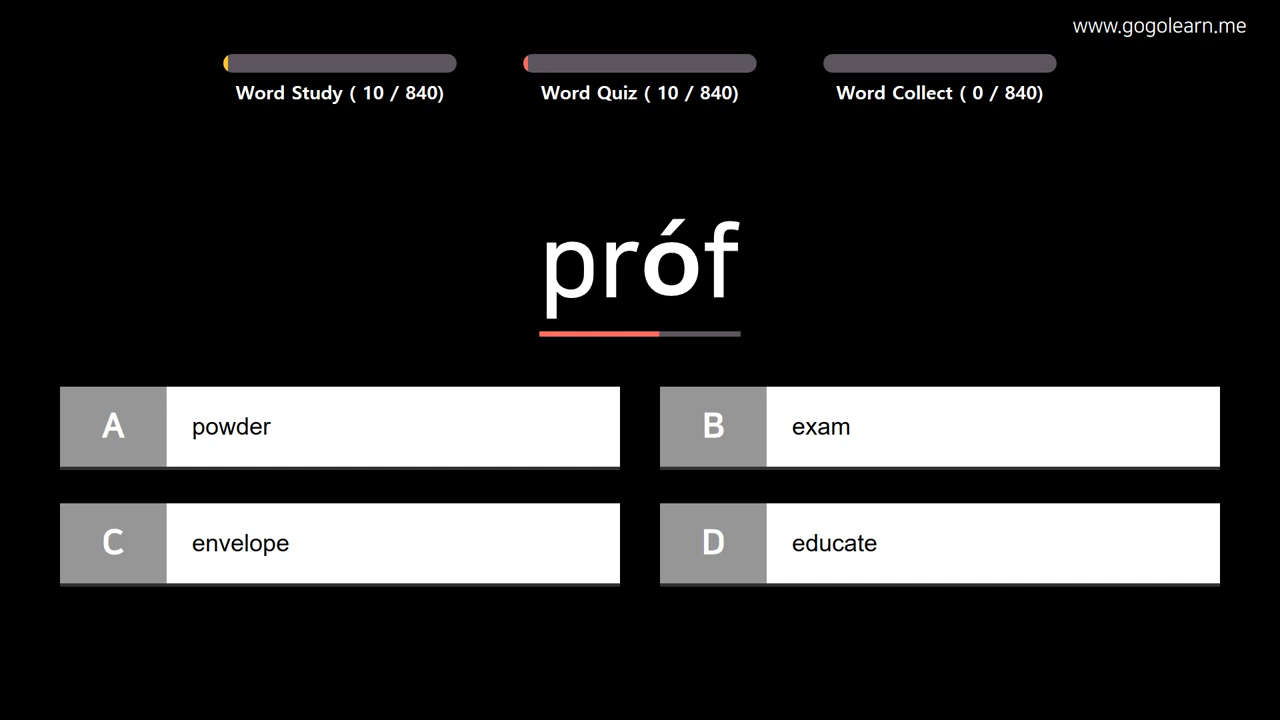 www.gogolearn.me
Word Study ( 10 / 840)
Word Quiz ( 10 / 840)
Word Collect ( 0 / 840)
próf
A powder
B exam
C envelope
D educate